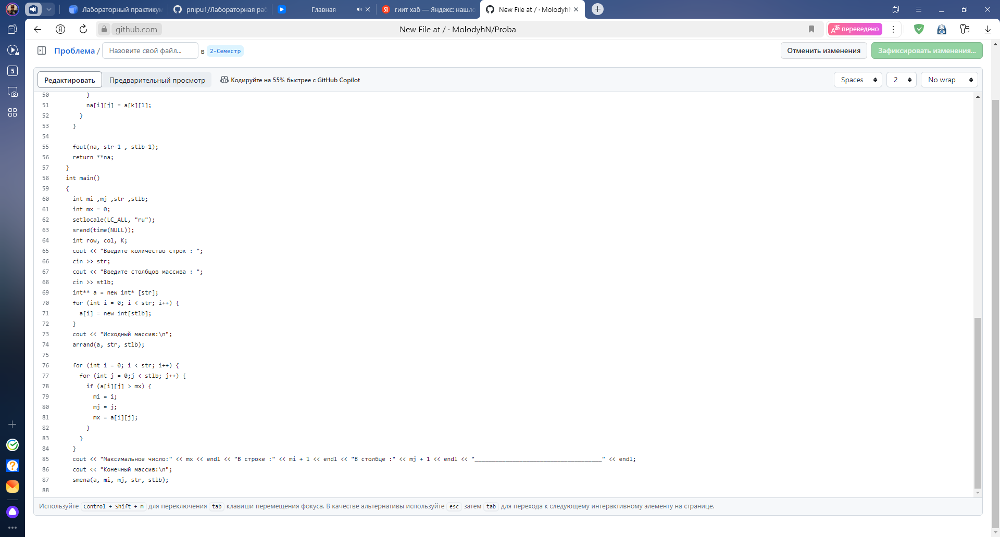 Лабораторный практикум
pnipu1/Лабораторная раб
Главная
гиит хаб — Яндекс: нашло
New File at / · MolodyhN
github.com
New File at / · MolodyhN/Proba
переведено
5
Проблема / Назовите свой файл... в 2-Семестр
Отменить изменения
Зафиксировать изменения...
Редактировать
Предварительный просмотр
Кодируйте на 55% быстрее с GitHub Copilot
Spaces
2
No wrap
50 }
51 na[i][j] = a[k][l];
52 }
53 }
54
55 fout(na, str-1 , stlb-1);
56 return **na;
57 }
58 int main()
59 {
60 int mi ,mj ,str ,stlb;
61 int mx = 0;
62 setlocale(LC_ALL, "ru");
63 srand(time(NULL));
64 int row, col, K;
65 cout << "Введите количество строк : ";
66 cin >> str;
67 cout << "Введите столбцов массива : ";
68 cin >> stlb;
69 int** a = new int* [str];
70 for (int i = 0; i < str; i++) {
71 a[i] = new int[stlb];
72 }
73 cout << "Исходный массив:\n";
74 arrand(a, str, stlb);
75
76 for (int i = 0; i < str; i++) {
77 for (int j = 0;j < stlb; j++) {
78 if (a[i][j] > mx) {
79 mi = i;
80 mj = j;
81 mx = a[i][j];
82 }
83 }
84 }
85 cout << "Максимальное число:" << mx << endl << "В строке :" << mi + 1 << endl << "В столбце :" << mj + 1 << endl << "_____________________________________" << endl;
86 cout << "Конечный массив:\n";
87 smena(a, mi, mj, str, stlb);
88
Используйте Control + Shift + m для переключения tab клавиши перемещения фокуса. В качестве альтернативы используйте esc затем tab для перехода к следующему интерактивному элементу на странице.